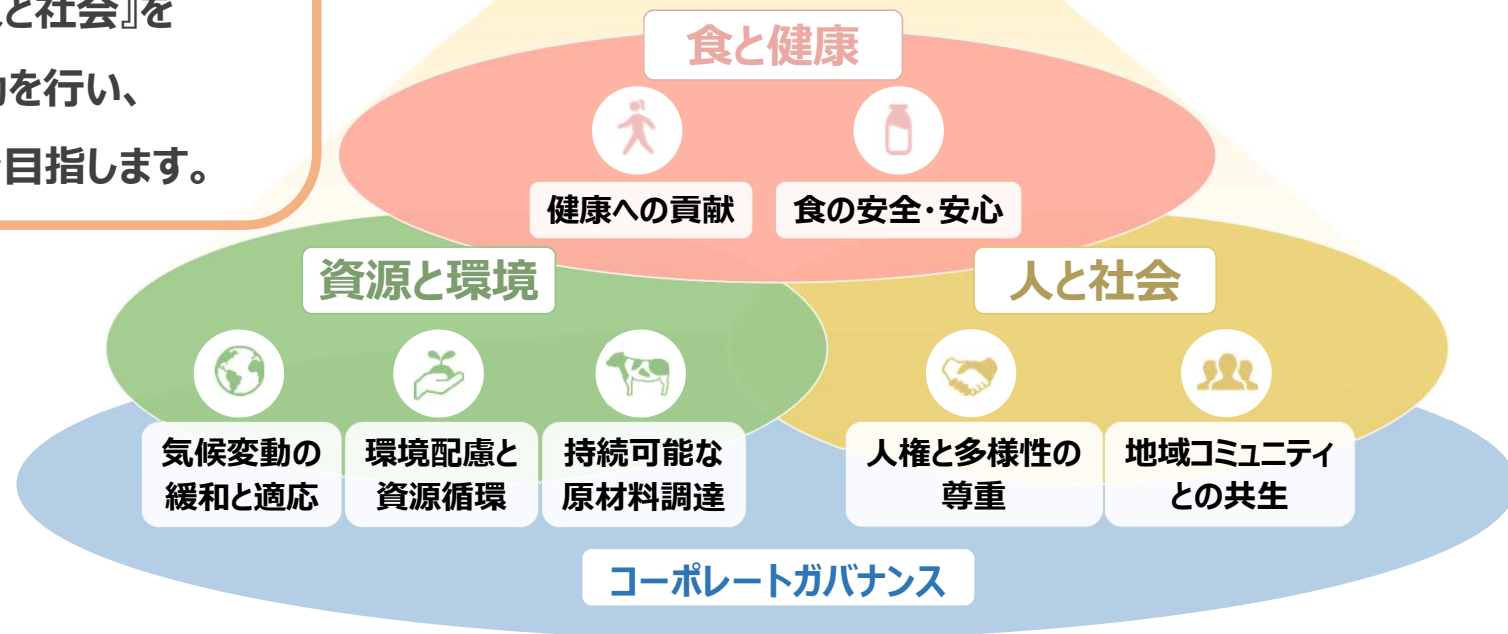 と社会』を
を行い、
目指します。
食と健康
健康への貢献
食の安全・安心
資源と環境
人と社会
気候変動の
緩和と適応
環境配慮と
資源循環
持続可能な
原材料調達
人権と多様性の
尊重
地域コミュニティ
との共生
コーポレートガバナンス